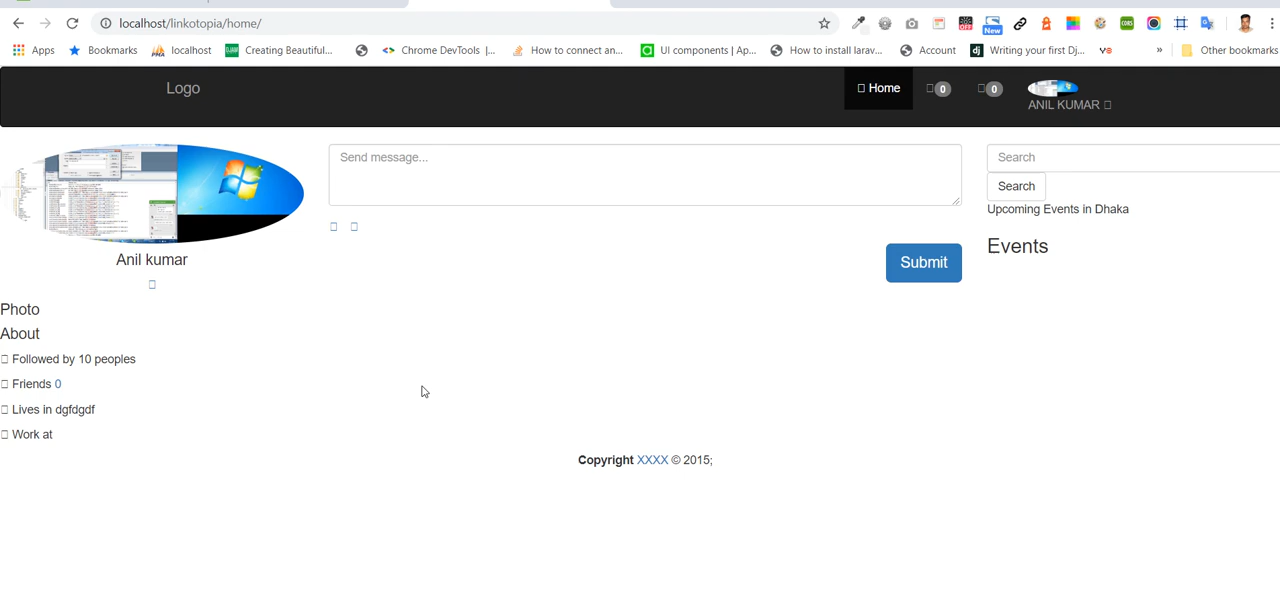 localhost/linkotopia/home/
New
OFF
CORS
Apps Bookmarks localhost Creating Beautiful... Chrome DevTools |... How to connect an... UI components | Ap... How to install larav... Account Writing your first Dj... » Other bookmarks
Logo Home 0 0
ANIL KUMAR
Send message...
Search
Search
Upcoming Events in Dhaka
Events
Submit
Anil kumar
Photo
About
Followed by 10 peoples
Friends 0
Lives in dgfdgdf
Work at
Copyright XXXX © 2015;